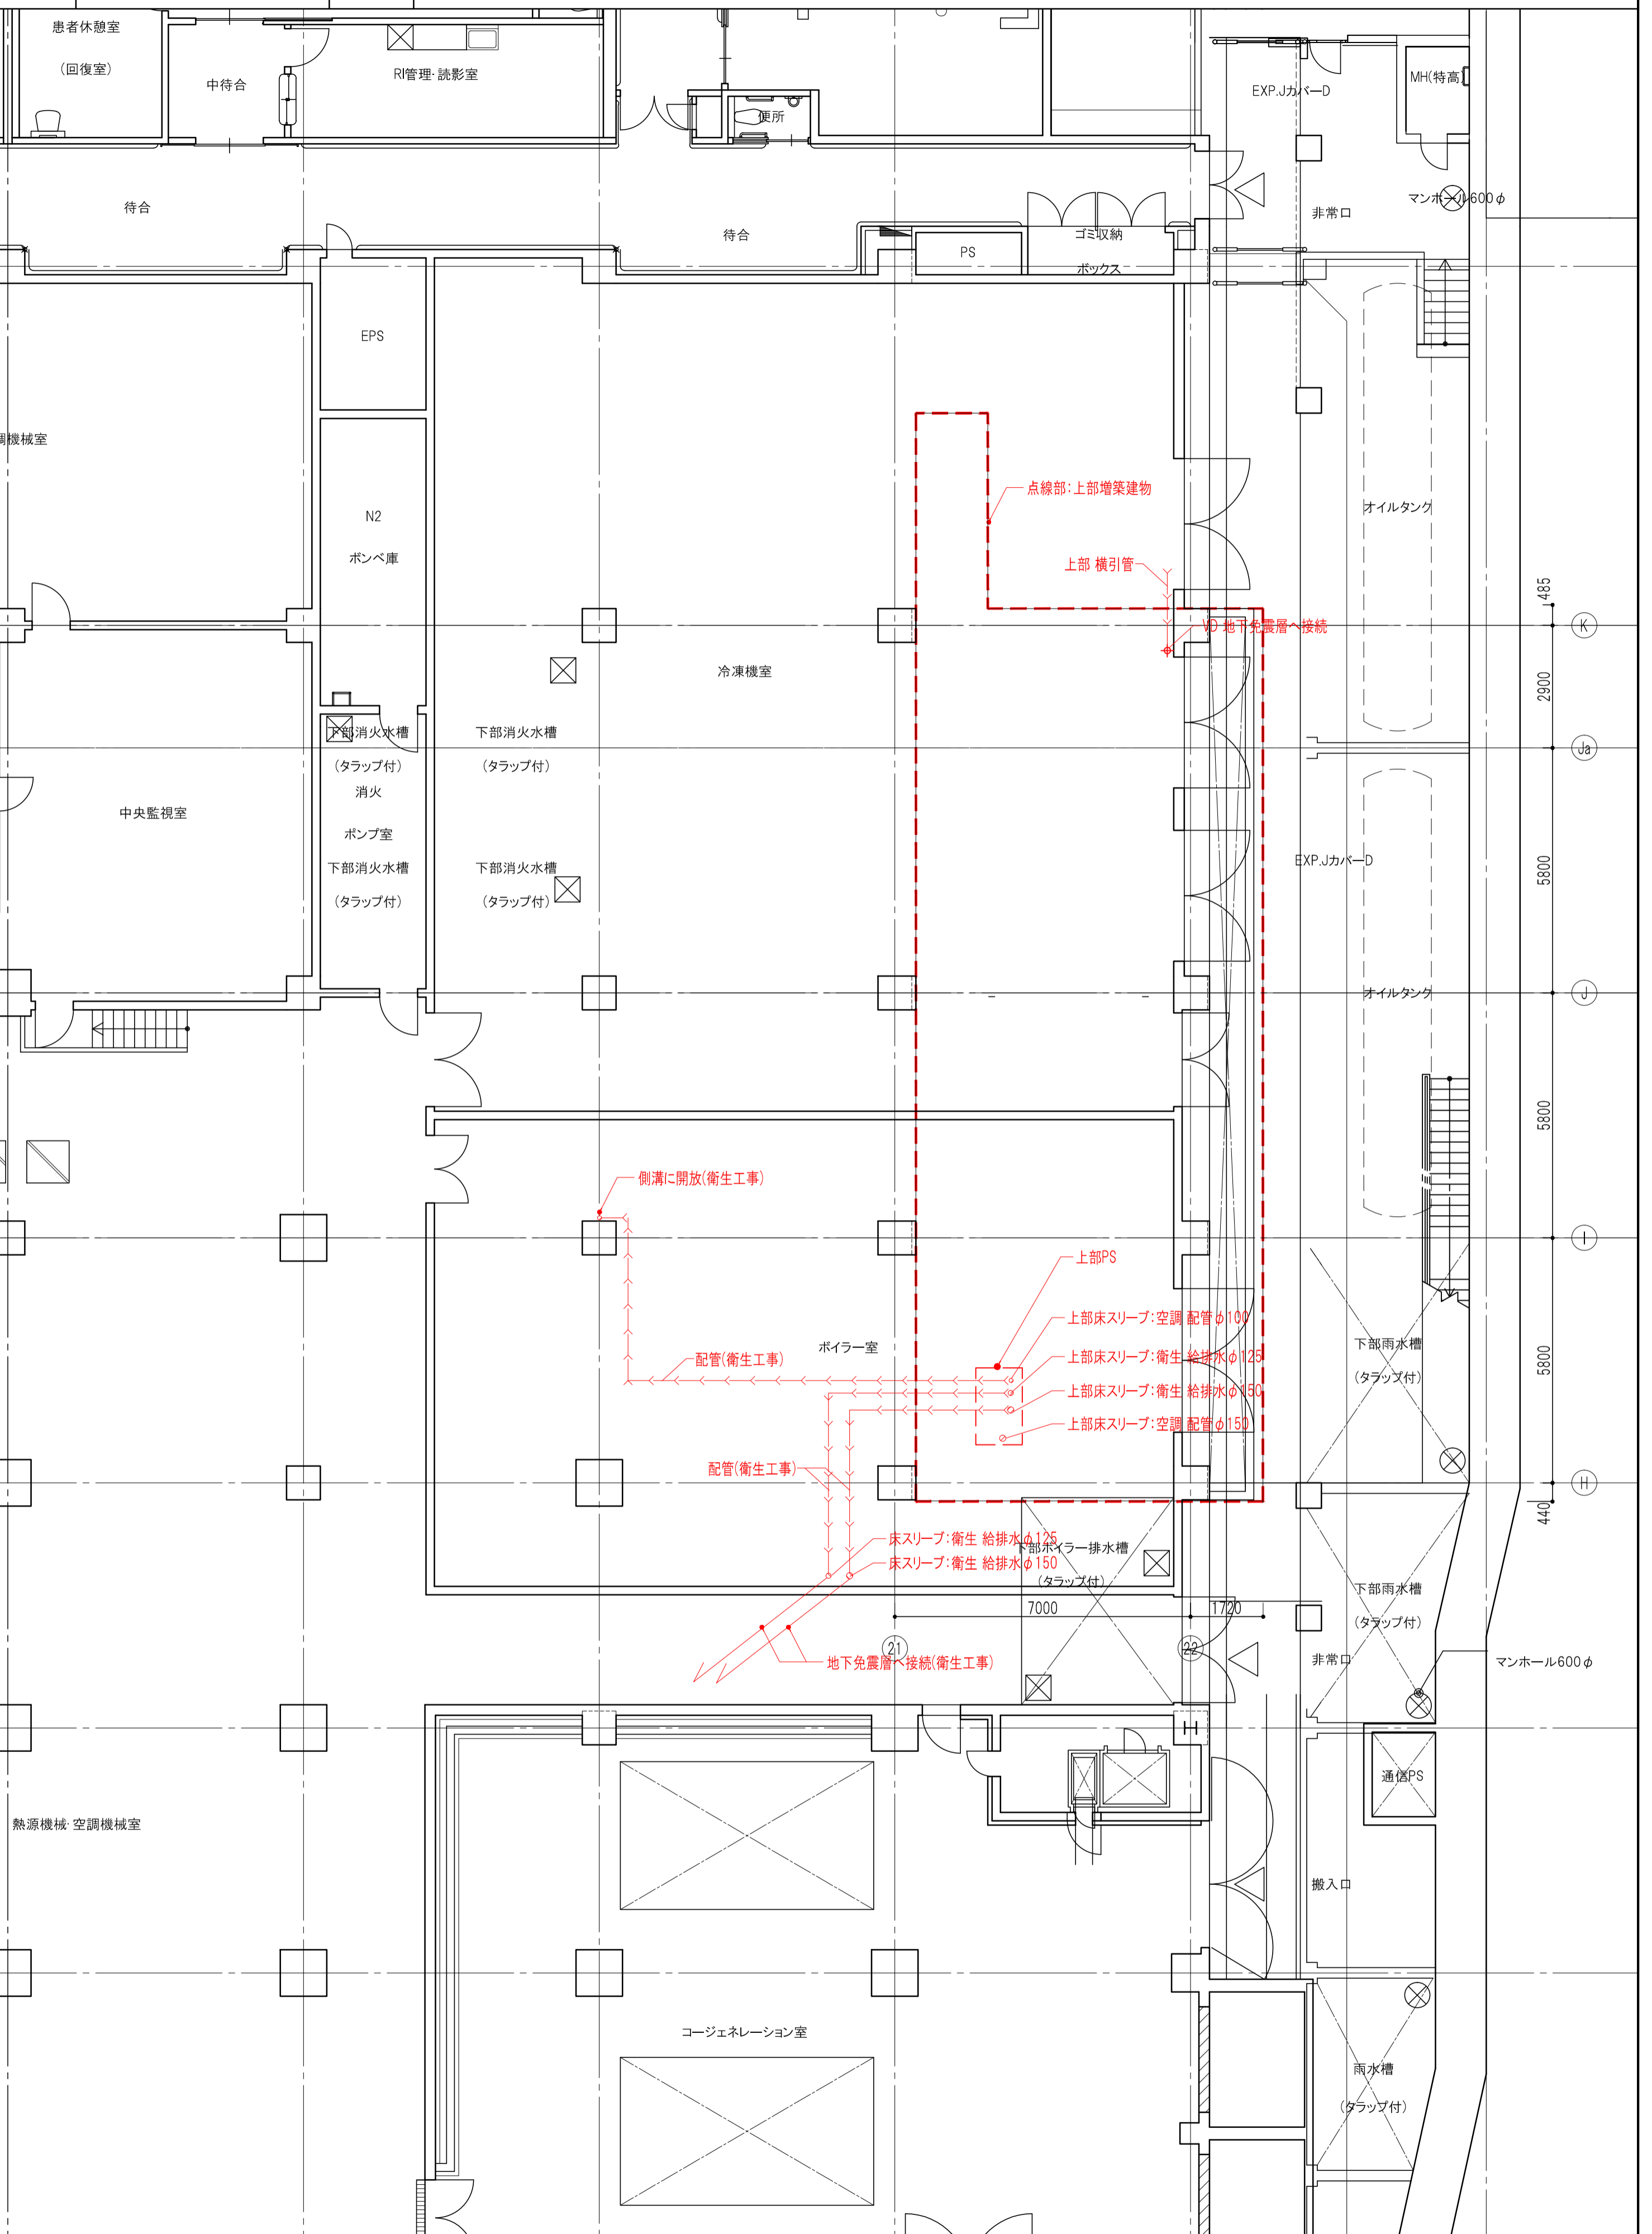 患者休憩室
（回復室）
中待合
RI管理・読影室
便所
EXP.JカバーD
MH(特高)
待合
待合
PS
ゴミ収納
ボックス
非常口
マンホール600φ
EPS
調機械室
N2
ボンベ庫
点線部：上部増築建物
上部 横引管
VD 地下免震層へ接続
オイルタンク
485
K
冷凍機室
2900
下部消火水槽
（タラップ付）
下部消火水槽
（タラップ付）
Ja
消火
ポンプ室
中央監視室
下部消火水槽
（タラップ付）
下部消火水槽
（タラップ付）
EXP.JカバーD
5800
オイルタンク
J
5800
側溝に開放(衛生工事)
I
上部PS
上部床スリーブ：空調 配管φ100
ボイラー室
配管(衛生工事)
上部床スリーブ：衛生 給排水φ125
上部床スリーブ：衛生 給排水φ150
上部床スリーブ：空調 配管φ150
下部雨水槽
（タラップ付）
5800
配管(衛生工事)
H
440
床スリーブ：衛生 給排水φ125
床スリーブ：衛生 給排水φ150
下部ボイラー排水槽
（タラップ付）
下部雨水槽
（タラップ付）
7000
1720
21
22
地下免震層へ接続(衛生工事)
非常口
マンホール600φ
通信PS
熱源機械・空調機械室
搬入口
コージェネレーション室
雨水槽
（タラップ付）